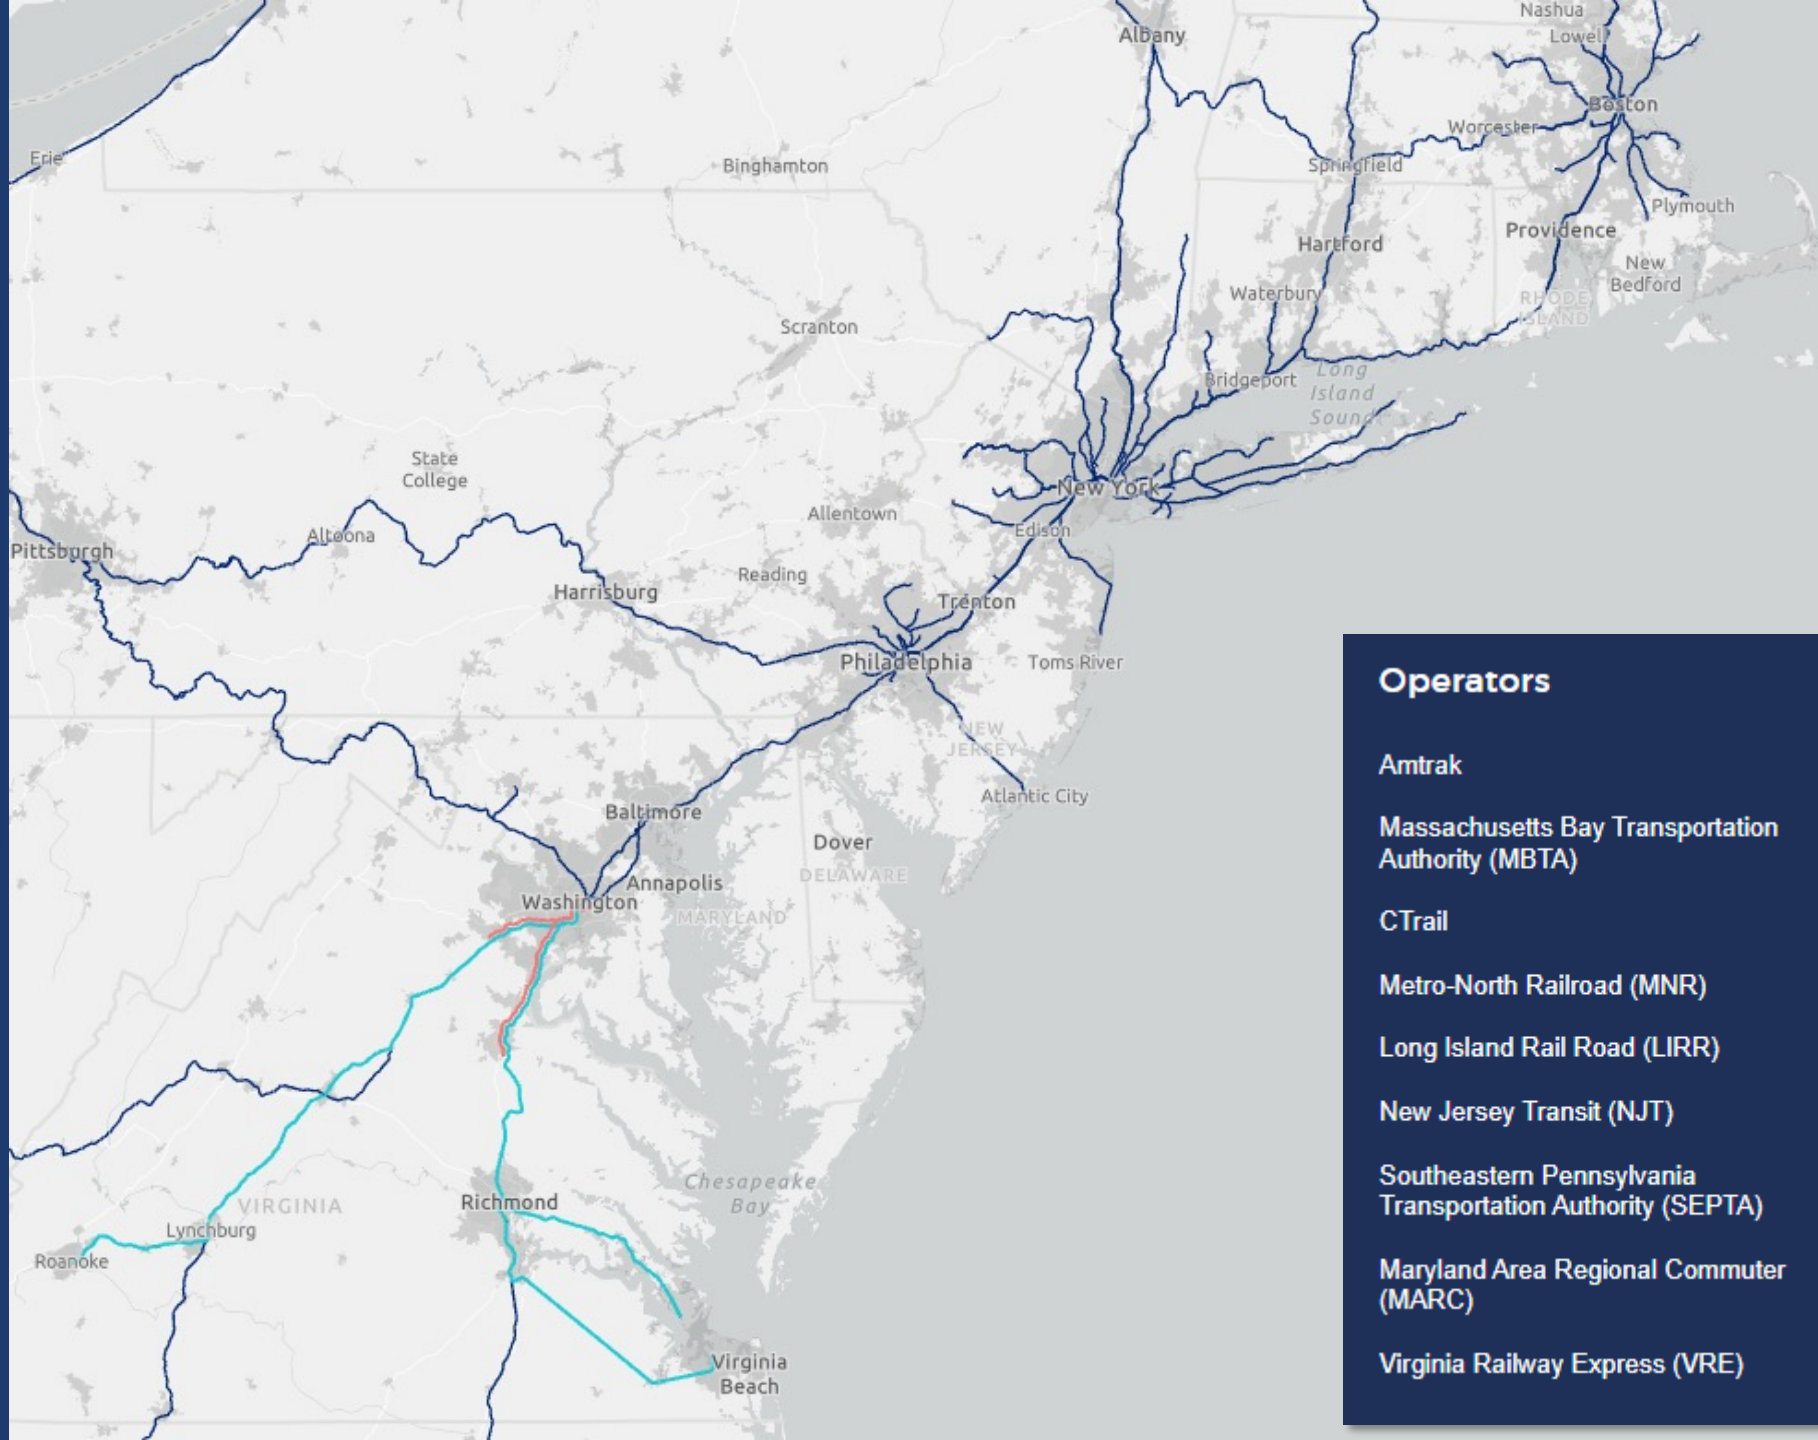 Nashua
Albany
Lowell
Boston
Worcester
Erie
Binghamton
Springfield
Plymouth
Providence
Hartford
New
Bedford
Waterbury
RHODE
ISLAND
Scranton
Long
Island
Sound
Bridgeport
State
College
New York
Allentown
Edison
Altoona
Pittsburgh
Reading
Harrisburg
Trenton
Philadelphia
Toms River
NEW
JERSEY
Atlantic City
Baltimore
Dover
DELAWARE
Annapolis
Washington
MARYLAND
Chesapeake
Bay
Richmond
VIRGINIA
Lynchburg
Roanoke
Virginia
Beach
Operators
Amtrak
Massachusetts Bay Transportation
Authority (MBTA)
CTrail
Metro-North Railroad (MNR)
Long Island Rail Road (LIRR)
New Jersey Transit (NJT)
Southeastern Pennsylvania
Transportation Authority (SEPTA)
Maryland Area Regional Commuter
(MARC)
Virginia Railway Express (VRE)